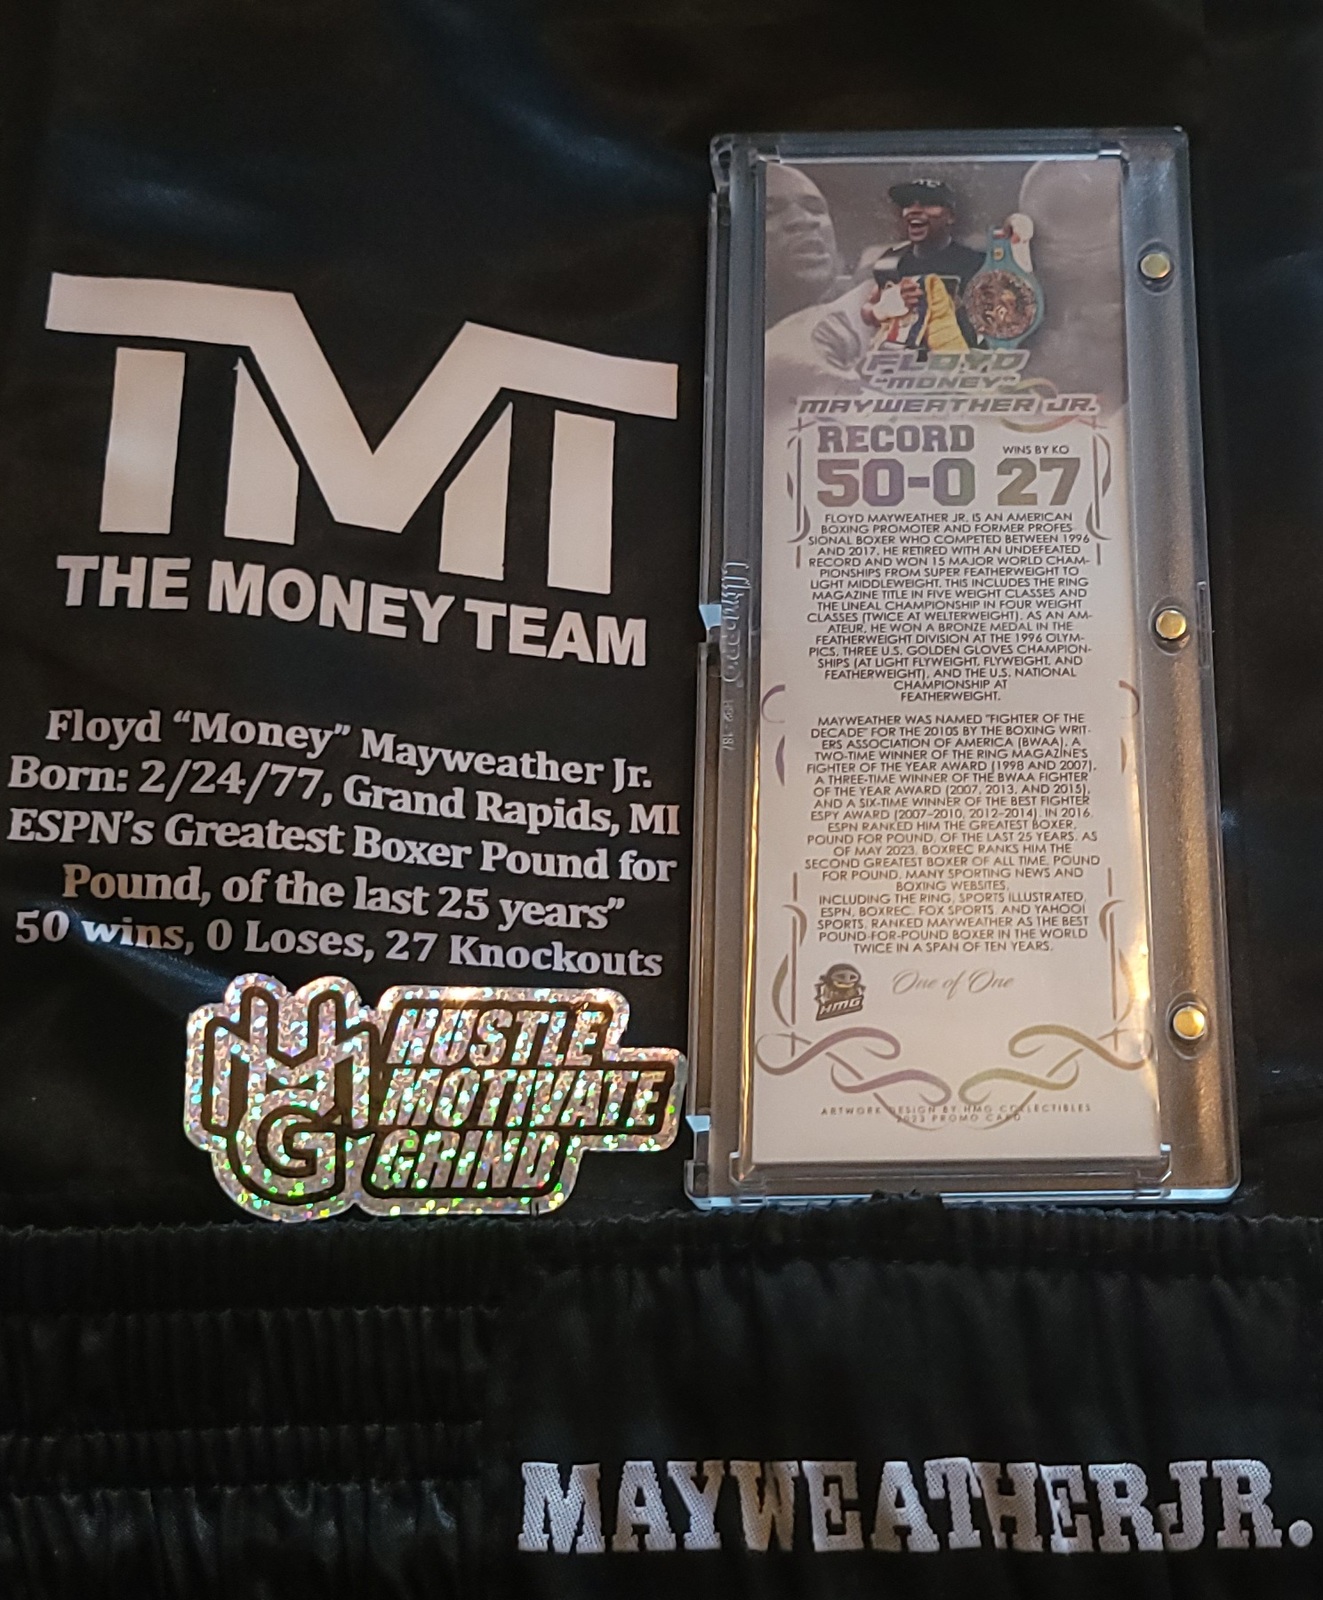 TMT
THE MONEY TEAM
Floyd “Money” Mayweather Jr.
Born: 2/24/77, Grand Rapids, MI
ESPN’s Greatest Boxer Pound for
Pound, of the last 25 years”
50 wins, 0 Loses, 27 Knockouts
HMG
HUSTLE
MOTIVATE
GRIND
FLOYD
"MONEY"
MAYWEATHER JR.
RECORD
WINS BY KO
50-0 27
FLOYD MAYWEATHER JR. IS AN AMERICAN
BOXING PROMOTER AND FORMER PROFES-
SIONAL BOXER WHO COMPETED BETWEEN 1996
AND 2017. HE RETIRED WITH AN UNDEFEATED
RECORD AND WON 15 MAJOR WORLD CHAM-
PIONSHIPS FROM SUPER FEATHERWEIGHT TO
LIGHT MIDDLEWEIGHT. THIS INCLUDES THE RING
MAGAZINE TITLE IN FIVE WEIGHT CLASSES AND
THE LINEAL CHAMPIONSHIP IN FOUR WEIGHT
CLASSES (TWICE AT WELTERWEIGHT). AS AN AM-
ATEUR, HE WON A BRONZE MEDAL IN THE
FEATHERWEIGHT DIVISION AT THE 1996 OLYM-
PICS, THREE U.S. GOLDEN GLOVES CHAMPION-
SHIPS (AT LIGHT FLYWEIGHT, FLYWEIGHT, AND
FEATHERWEIGHT), AND THE U.S. NATIONAL
CHAMPIONSHIP AT
FEATHERWEIGHT.
MAYWEATHER WAS NAMED "FIGHTER OF THE
DECADE" FOR THE 2010S BY THE BOXING WRIT-
ERS ASSOCIATION OF AMERICA (BWAA), A
TWO-TIME WINNER OF THE RING MAGAZINE'S
FIGHTER OF THE YEAR AWARD (1998 AND 2007),
A THREE-TIME WINNER OF THE BWAA FIGHTER
OF THE YEAR AWARD (2007, 2013, AND 2015),
AND A SIX-TIME WINNER OF THE BEST FIGHTER
ESPY AWARD (2007–2010, 2012–2014). IN 2016,
ESPN RANKED HIM THE GREATEST BOXER,
POUND FOR POUND, OF THE LAST 25 YEARS. AS
OF MAY 2023, BOXREC RANKS HIM THE
SECOND GREATEST BOXER OF ALL TIME, POUND
FOR POUND. MANY SPORTING NEWS AND
BOXING WEBSITES,
INCLUDING THE RING, SPORTS ILLUSTRATED,
ESPN, BOXREC, FOX SPORTS, AND YAHOO!
SPORTS, RANKED MAYWEATHER AS THE BEST
POUND-FOR-POUND BOXER IN THE WORLD
TWICE IN A SPAN OF TEN YEARS.
HMG
One of One
ARTWORK DESIGN BY HMG COLLECTIBLES
2023 PROMO CARD
MAYWEATHER JR.